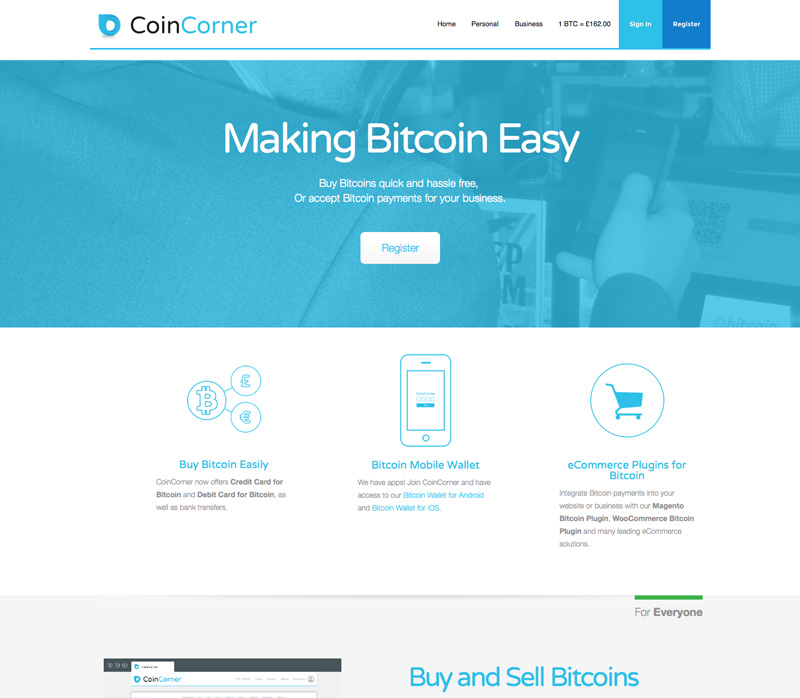 CoinCorner
Home Personal Business 1 BTC = £162.00 Sign In Register
Making Bitcoin Easy
Buy Bitcoins quick and hassle free,
Or accept Bitcoin payments for your business.
Register
CoinCorner
Buy Bitcoin Easily
CoinCorner now offers Credit Card for
Bitcoin and Debit Card for Bitcoin, as
well as bank transfers.
Bitcoin Mobile Wallet
We have apps! Join CoinCorner and have
access to our Bitcoin Wallet for Android
and Bitcoin Wallet for iOS.
eCommerce Plugins for
Bitcoin
Integrate Bitcoin payments into your
website or business with our Magento
Bitcoin Plugin, WooCommerce Bitcoin
Plugin and many leading eCommerce
solutions.
For Everyone
CoinCorner
Buy and Sell Bitcoins